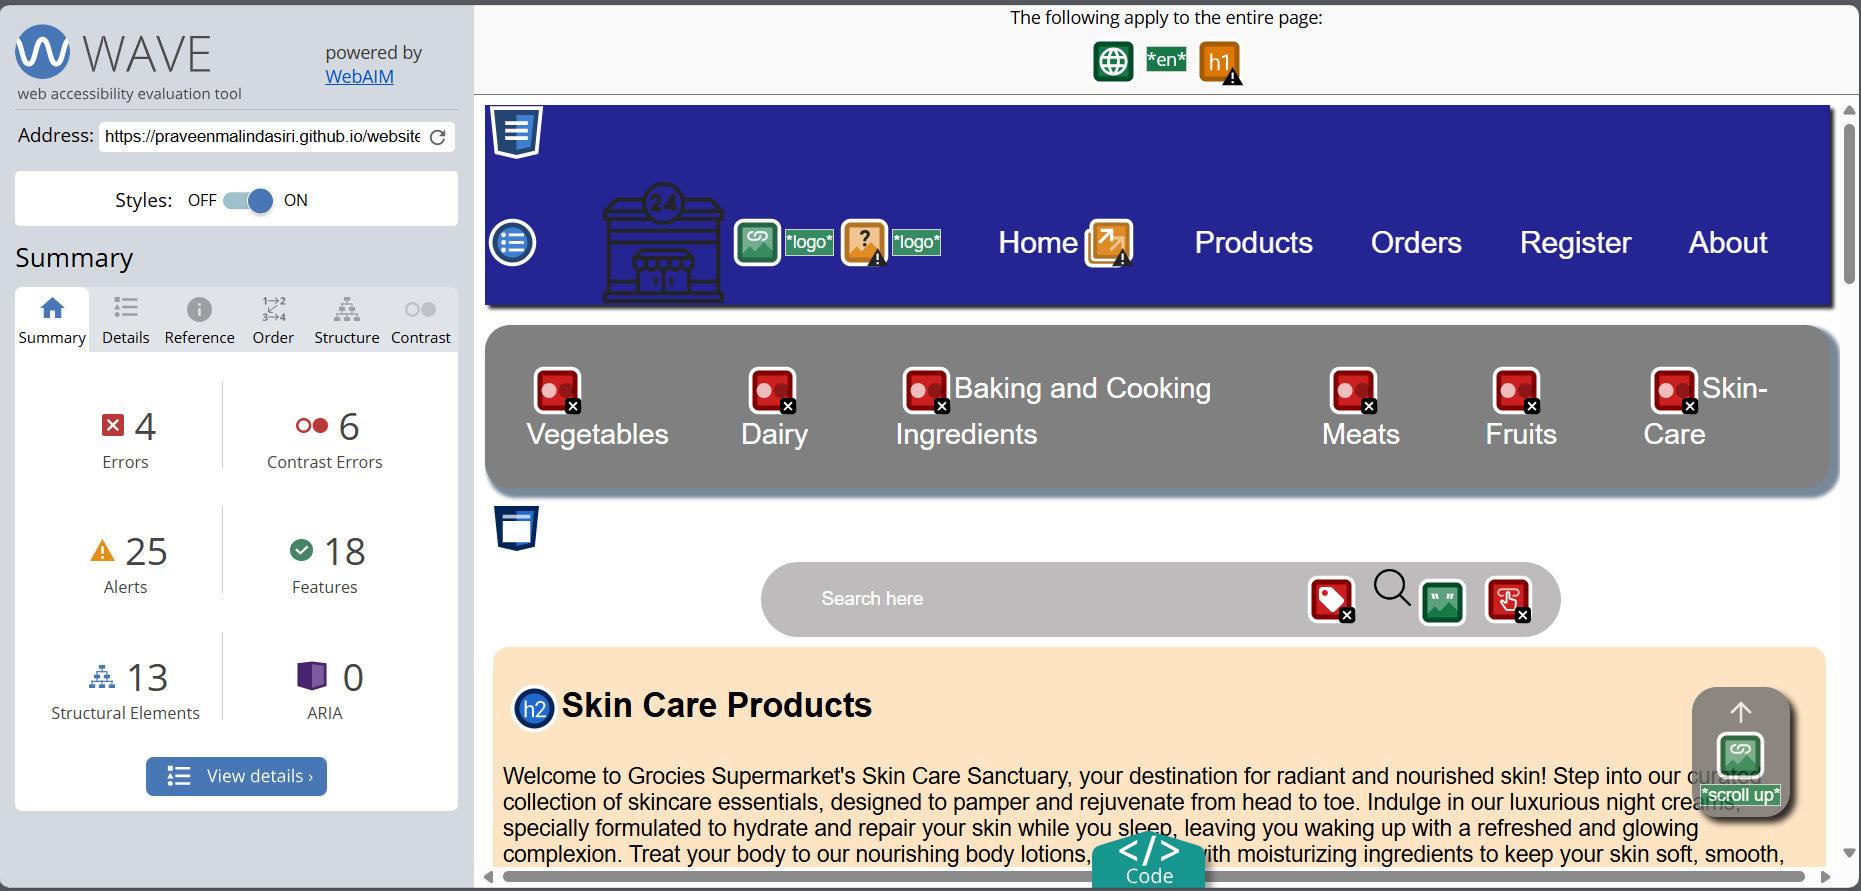 WAVE
web accessibility evaluation tool
powered by
WebAIM
Address: https://praveenmalindasiri.github.io/website
Styles: OFF ON
Summary
Summary Details Reference Order Structure Contrast
4
Errors
6
Contrast Errors
25
Alerts
18
Features
13
Structural Elements
0
ARIA
View details ›
The following apply to the entire page:
*en* h1
24
*logo* ? *logo*
Home Products Orders Register About
Vegetables
Dairy
Baking and Cooking
Ingredients
Meats
Fruits
Skin-
Care
Search here
h2 Skin Care Products
Welcome to Grocies Supermarket's Skin Care Sanctuary, your destination for radiant and nourished skin! Step into our curated
collection of skincare essentials, designed to pamper and rejuvenate from head to toe. Indulge in our luxurious night creams,
specially formulated to hydrate and repair your skin while you sleep, leaving you waking up with a refreshed and glowing
complexion. Treat your body to our nourishing body lotions, with moisturizing ingredients to keep your skin soft, smooth,
*scroll up*
</>
Code